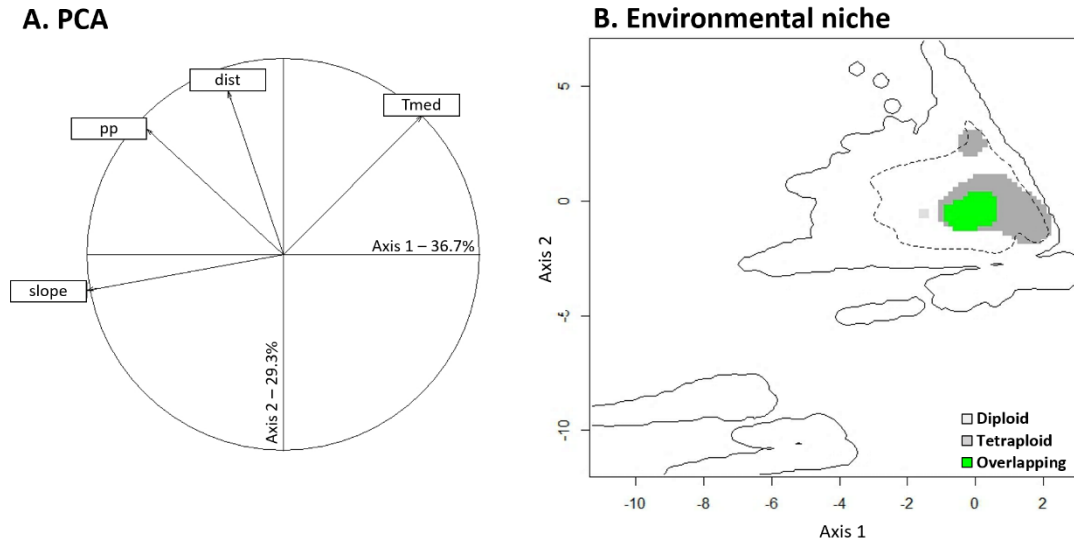 A. PCA
dist
Tmed
pp
Axis 1 – 36.7%
slope
Axis 2 – 29.3%
B. Environmental niche
5
0
-5
-10
Axis 2
Diploid
Tetraploid
Overlapping
-10 -8 -6 -4 -2 0 2
Axis 1